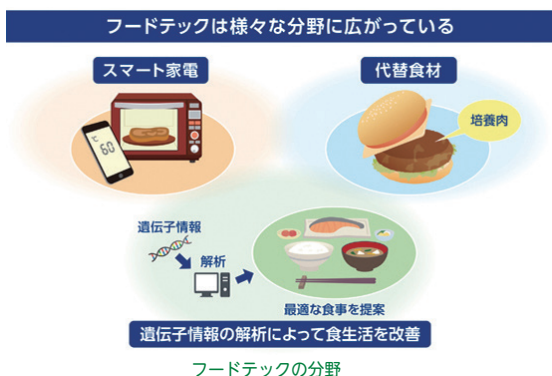 フードテックは様々な分野に広がっている
スマート家電
代替食材
℃
60
培養肉
遺伝子情報
解析
最適な食事を提案
遺伝子情報の解析によって食生活を改善
フードテックの分野